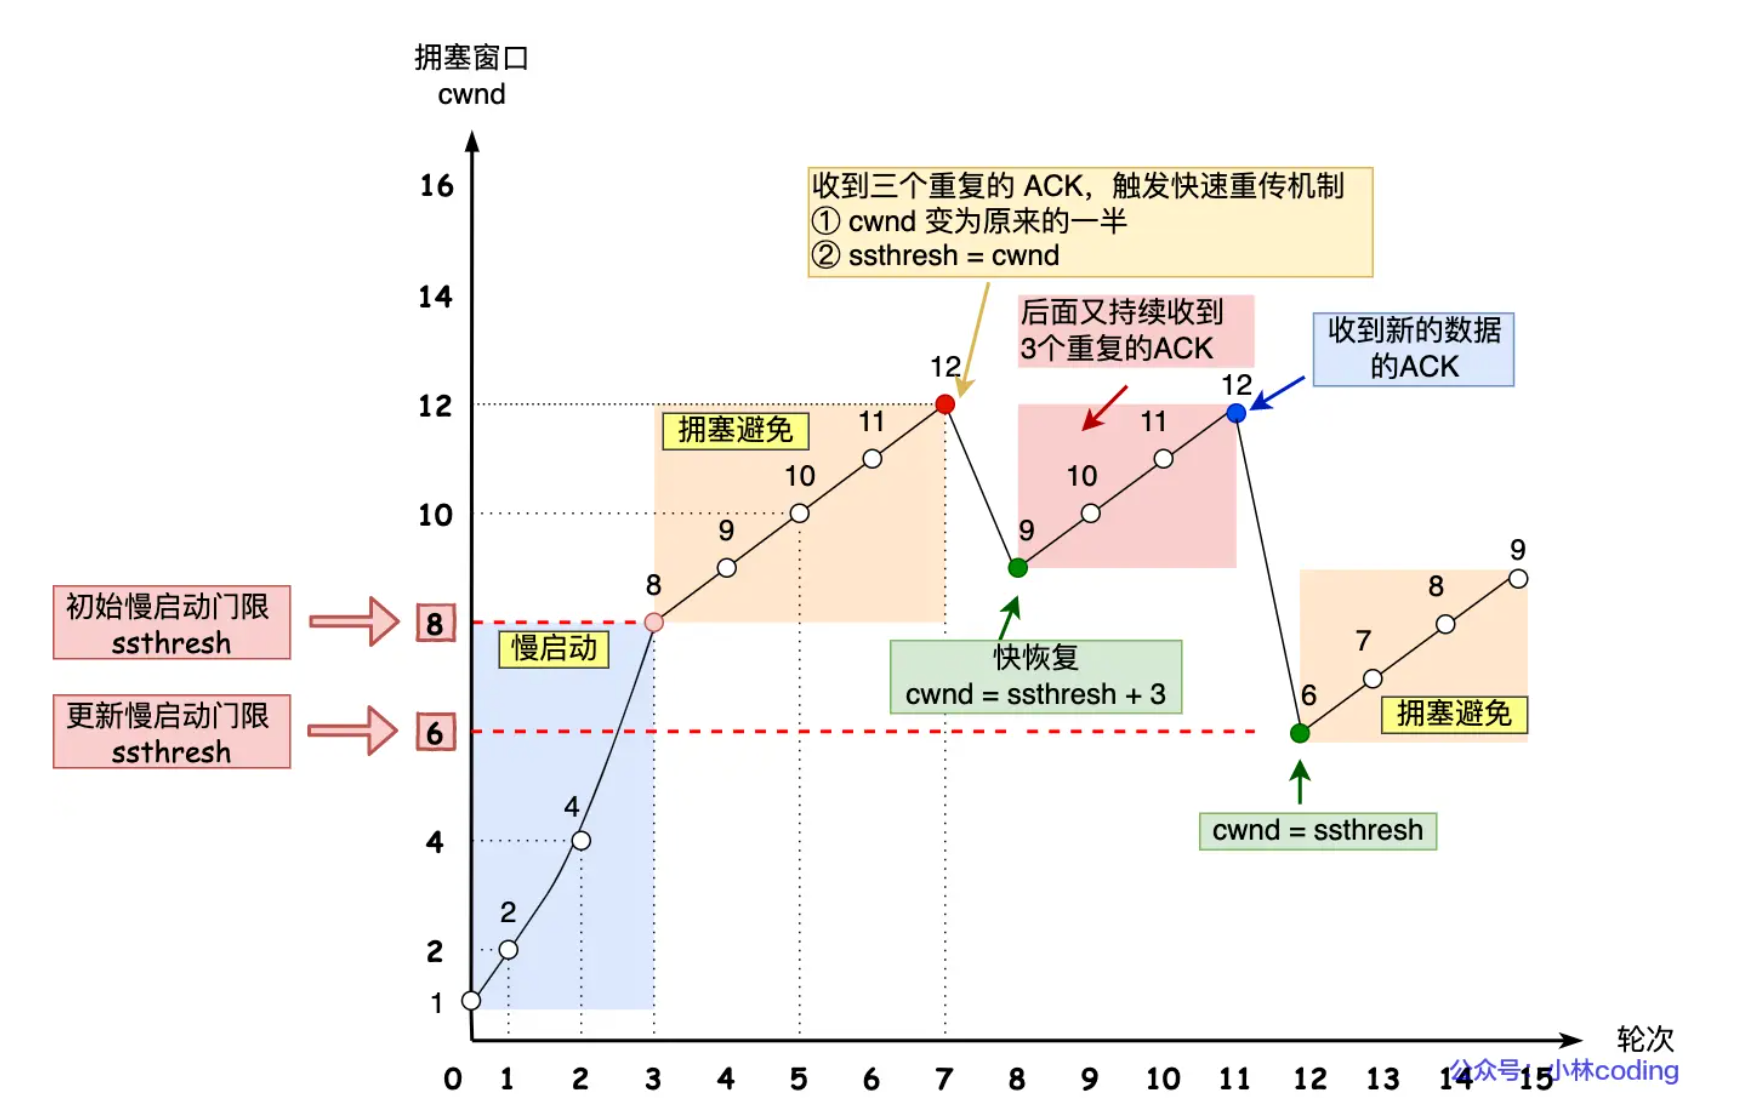 拥塞窗口
cwnd
16
收到三个重复的 ACK，触发快速重传机制
① cwnd 变为原来的一半
② ssthresh = cwnd
14
后面又持续收到
3个重复的ACK
收到新的数据
的ACK
12
12
12
拥塞避免
11
11
10
10
10
9
9
9
8
初始慢启动门限
ssthresh
8
慢启动
快恢复
cwnd = ssthresh + 3
更新慢启动门限
ssthresh
6
6
7
8
9
拥塞避免
4
4
cwnd = ssthresh
2
2
1
轮次
0 1 2 3 4 5 6 7 8 9 10 11 12 13 14 15
公众号：小林coding